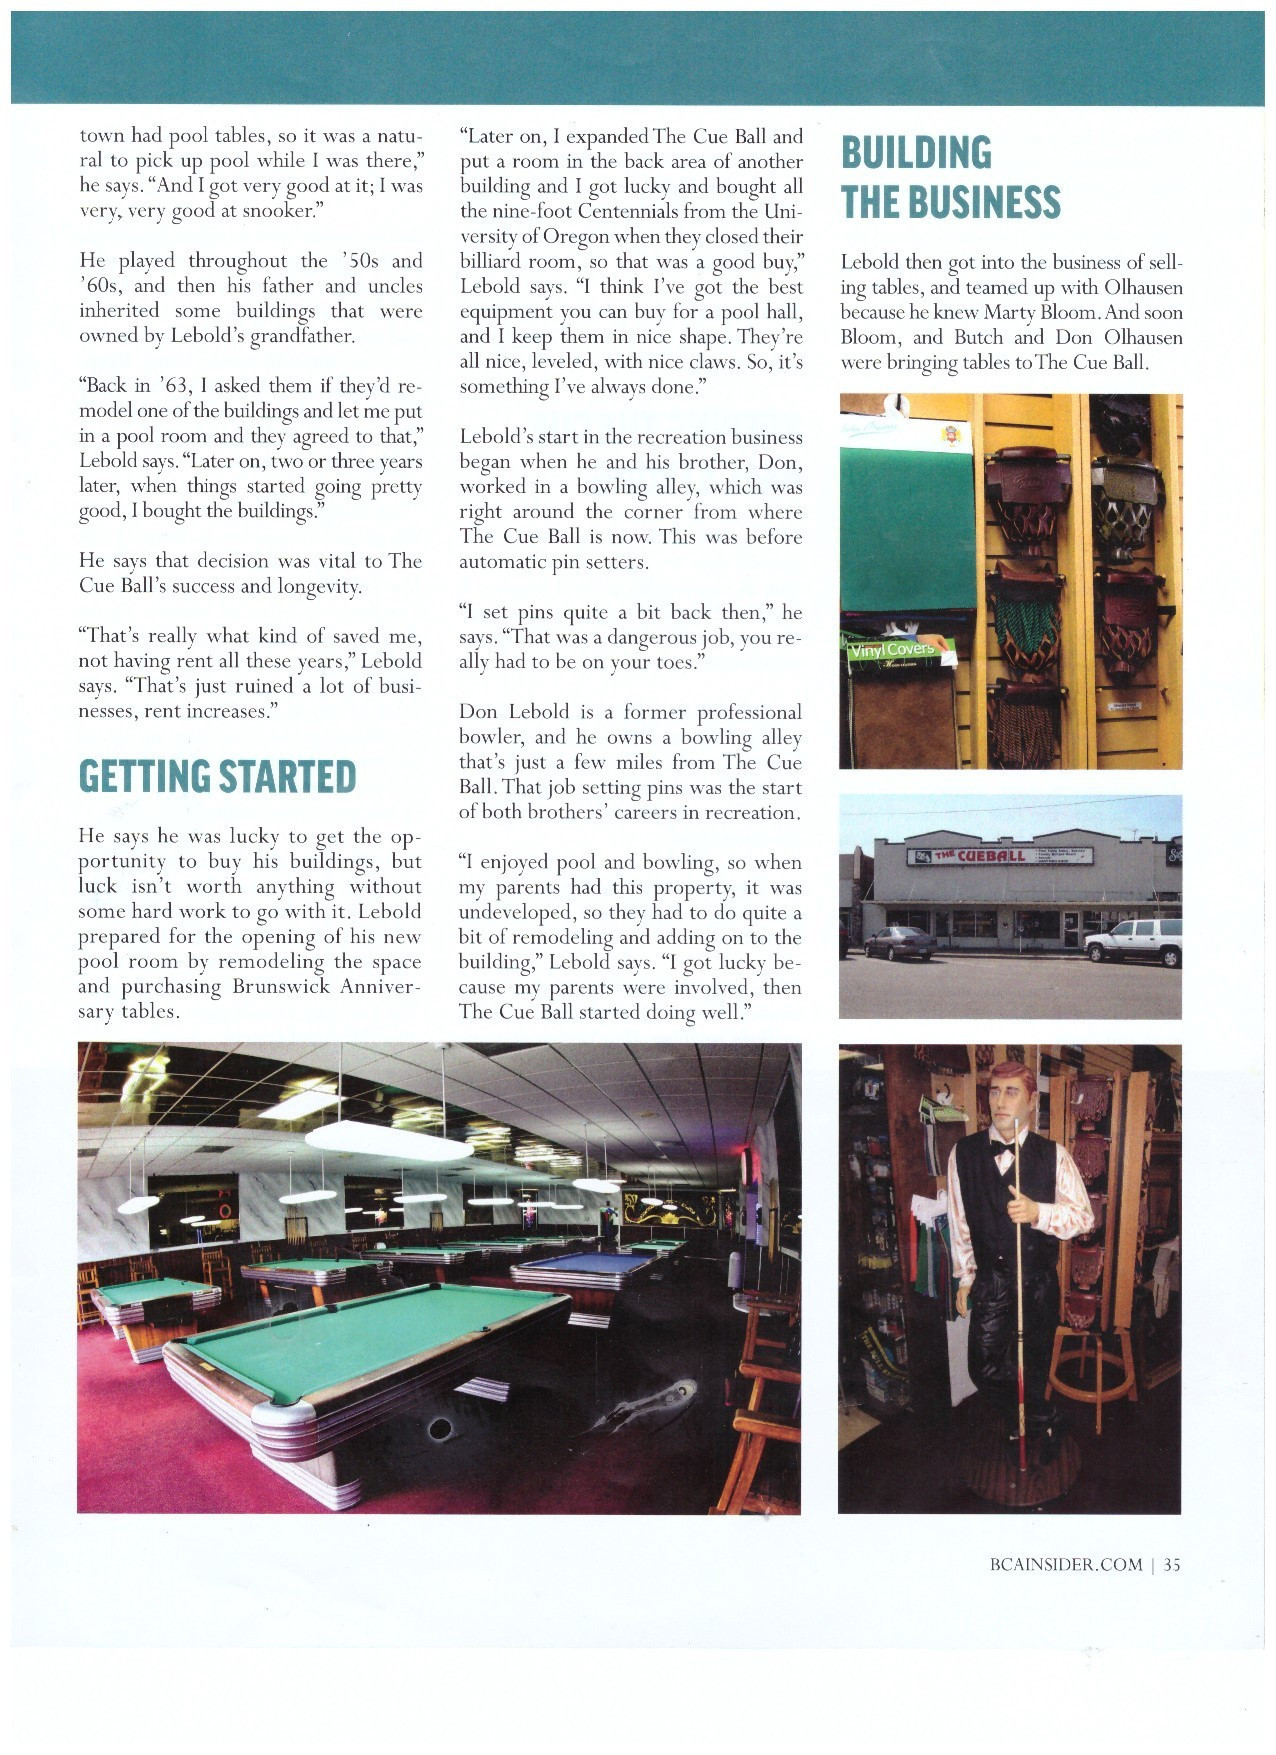 town had pool tables, so it was a natu-
ral to pick up pool while I was there,”
he says. “And I got very good at it; I was
very, very good at snooker.”
He played throughout the ’50s and
’60s, and then his father and uncles
inherited some buildings that were
owned by Lebold’s grandfather.
“Back in ’63, I asked them if they’d re-
model one of the buildings and let me put
in a pool room and they agreed to that,”
Lebold says. “Later on, two or three years
later, when things started going pretty
good, I bought the buildings.”
He says that decision was vital to The
Cue Ball’s success and longevity.
“That’s really what kind of saved me,
not having rent all these years,” Lebold
says. “That’s just ruined a lot of busi-
nesses, rent increases.”
GETTING STARTED
He says he was lucky to get the op-
portunity to buy his buildings, but
luck isn’t worth anything without
some hard work to go with it. Lebold
prepared for the opening of his new
pool room by remodeling the space
and purchasing Brunswick Anniver-
sary tables.
“Later on, I expanded The Cue Ball and
put a room in the back area of another
building and I got lucky and bought all
the nine-foot Centennials from the Uni-
versity of Oregon when they closed their
billiard room, so that was a good buy,”
Lebold says. “I think I’ve got the best
equipment you can buy for a pool hall,
and I keep them in nice shape. They’re
all nice, leveled, with nice claws. So, it’s
something I’ve always done.”
Lebold’s start in the recreation business
began when he and his brother, Don,
worked in a bowling alley, which was
right around the corner from where
The Cue Ball is now. This was before
automatic pin setters.
“I set pins quite a bit back then,” he
says. “That was a dangerous job, you re-
ally had to be on your toes.”
Don Lebold is a former professional
bowler, and he owns a bowling alley
that’s just a few miles from The Cue
Ball. That job setting pins was the start
of both brothers’ careers in recreation.
“I enjoyed pool and bowling, so when
my parents had this property, it was
undeveloped, so they had to do quite a
bit of remodeling and adding on to the
building,” Lebold says. “I got lucky be-
cause my parents were involved, then
The Cue Ball started doing well.”
BUILDING
THE BUSINESS
Lebold then got into the business of sell-
ing tables, and teamed up with Olhausen
because he knew Marty Bloom. And soon
Bloom, and Butch and Don Olhausen
were bringing tables to The Cue Ball.
Vinyl Covers
THE CUEBALL
BCAINSIDER.COM | 35